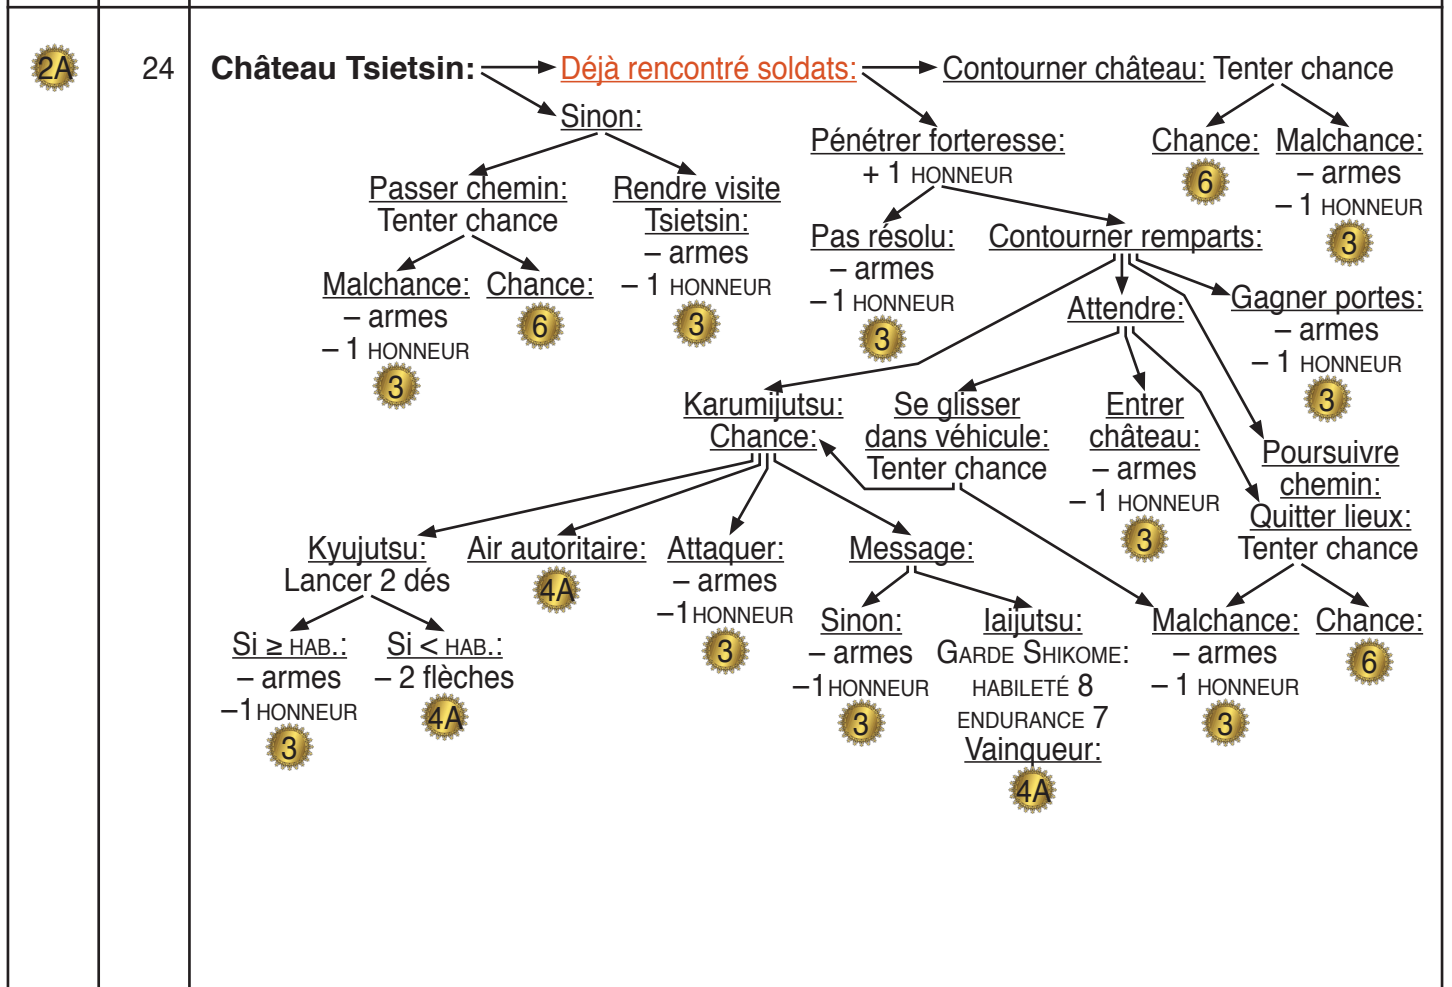 2A
24
Château Tsietsin:
Déjà rencontré soldats:
Contourner château: Tenter chance
Sinon:
Pénétrer forteresse:
+ 1 HONNEUR
Chance:
6
Malchance:
– armes
– 1 HONNEUR
3
Passer chemin:
Tenter chance
Rendre visite
Tsietsin:
– armes
– 1 HONNEUR
3
Malchance:
– armes
– 1 HONNEUR
3
Chance:
6
Pas résolu:
– armes
– 1 HONNEUR
3
Contourner remparts:
Attendre:
Gagner portes:
– armes
– 1 HONNEUR
3
Karumijutsu:
Chance:
Se glisser
dans véhicule:
Tenter chance
Entrer
château:
– armes
– 1 HONNEUR
3
Poursuivre
chemin:
Quitter lieux:
Tenter chance
Kyujutsu:
Lancer 2 dés
Air autoritaire:
4A
Attaquer:
– armes
–1 HONNEUR
3
Message:
Si ≥ HAB.:
– armes
–1 HONNEUR
3
Si < HAB.:
– 2 flèches
4A
Sinon:
– armes
–1 HONNEUR
3
Iaijutsu:
GARDE SHIKOME:
HABILETÉ 8
ENDURANCE 7
Vainqueur:
4A
Malchance:
– armes
– 1 HONNEUR
3
Chance:
6